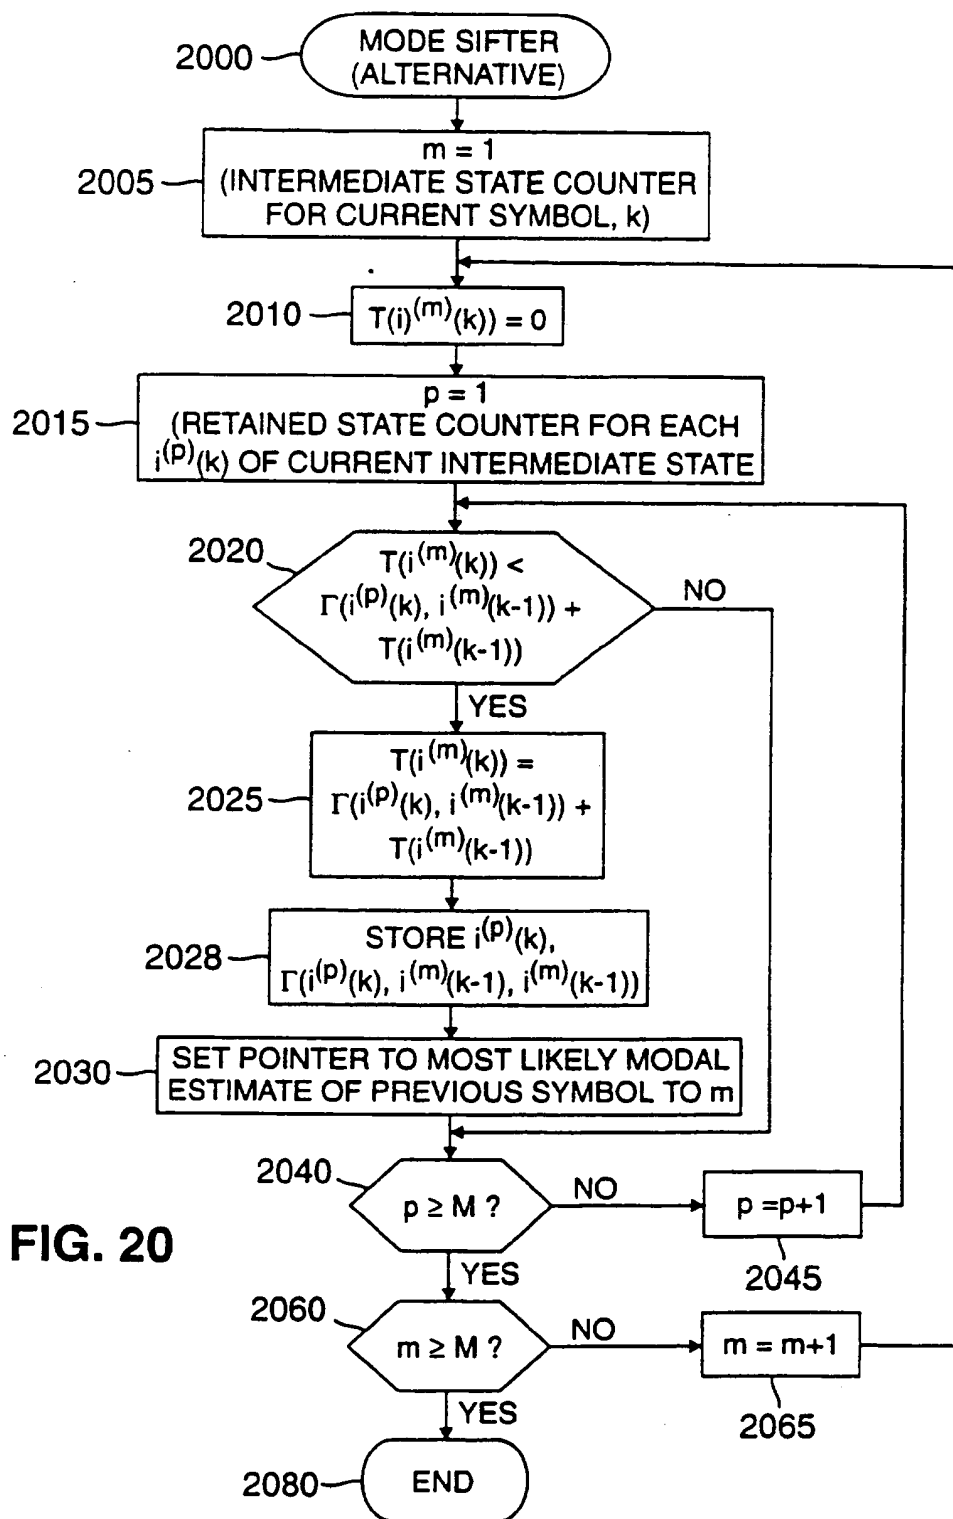 2000
MODE SIFTER
(ALTERNATIVE)
2005
m = 1
(INTERMEDIATE STATE COUNTER
FOR CURRENT SYMBOL, k)
2010
T(i)^(m)(k)) = 0
2015
p = 1
(RETAINED STATE COUNTER FOR EACH
i^(p)(k) OF CURRENT INTERMEDIATE STATE
2020
T(i^(m)(k)) <
Γ(i^(p)(k), i^(m)(k-1)) +
T(i^(m)(k-1))
NO
YES
2025
T(i^(m)(k)) =
Γ(i^(p)(k), i^(m)(k-1)) +
T(i^(m)(k-1))
2028
STORE i^(p)(k),
Γ(i^(p)(k), i^(m)(k-1), i^(m)(k-1))
2030
SET POINTER TO MOST LIKELY MODAL
ESTIMATE OF PREVIOUS SYMBOL TO m
2040
p ≥ M ?
NO
p =p+1
2045
YES
FIG. 20
2060
m ≥ M ?
NO
m = m+1
2065
YES
2080
END